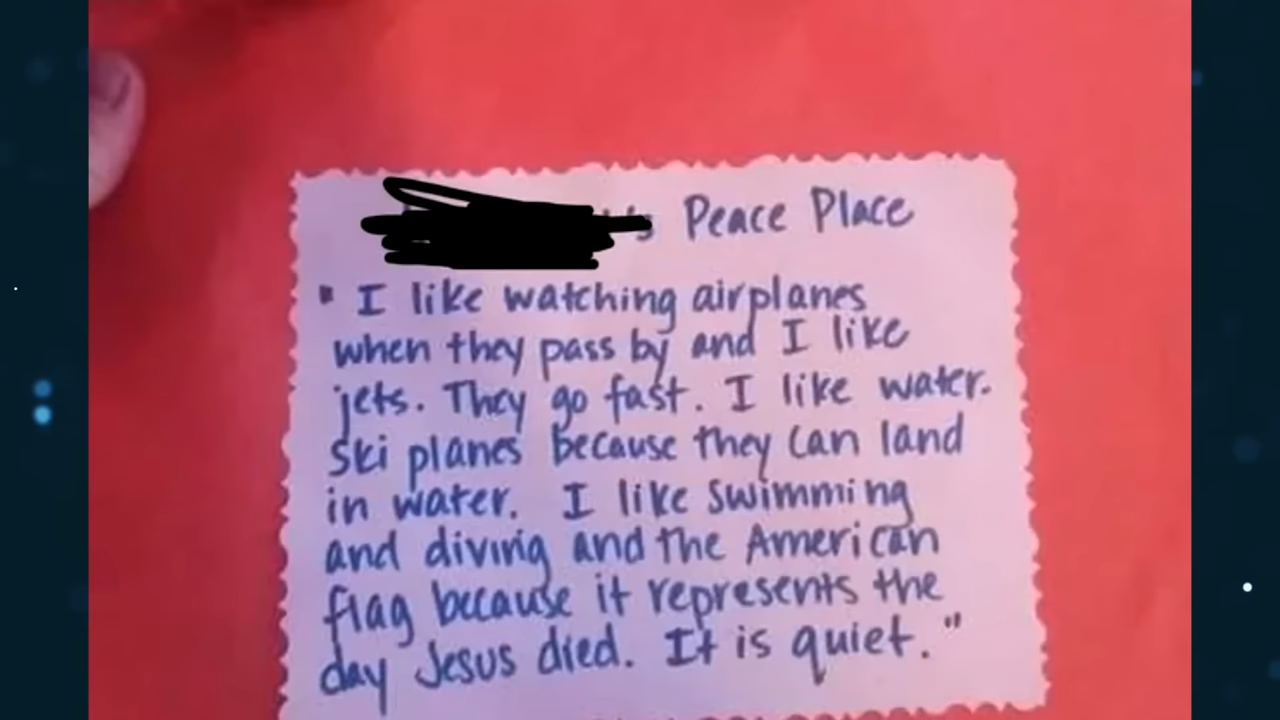 's Peace Place
" I like watching airplanes
when they pass by and I like
jets. They go fast. I like water.
Ski planes because they can land
in water. I like swimming
and diving and the American
flag because it represents the
day Jesus died. It is quiet."